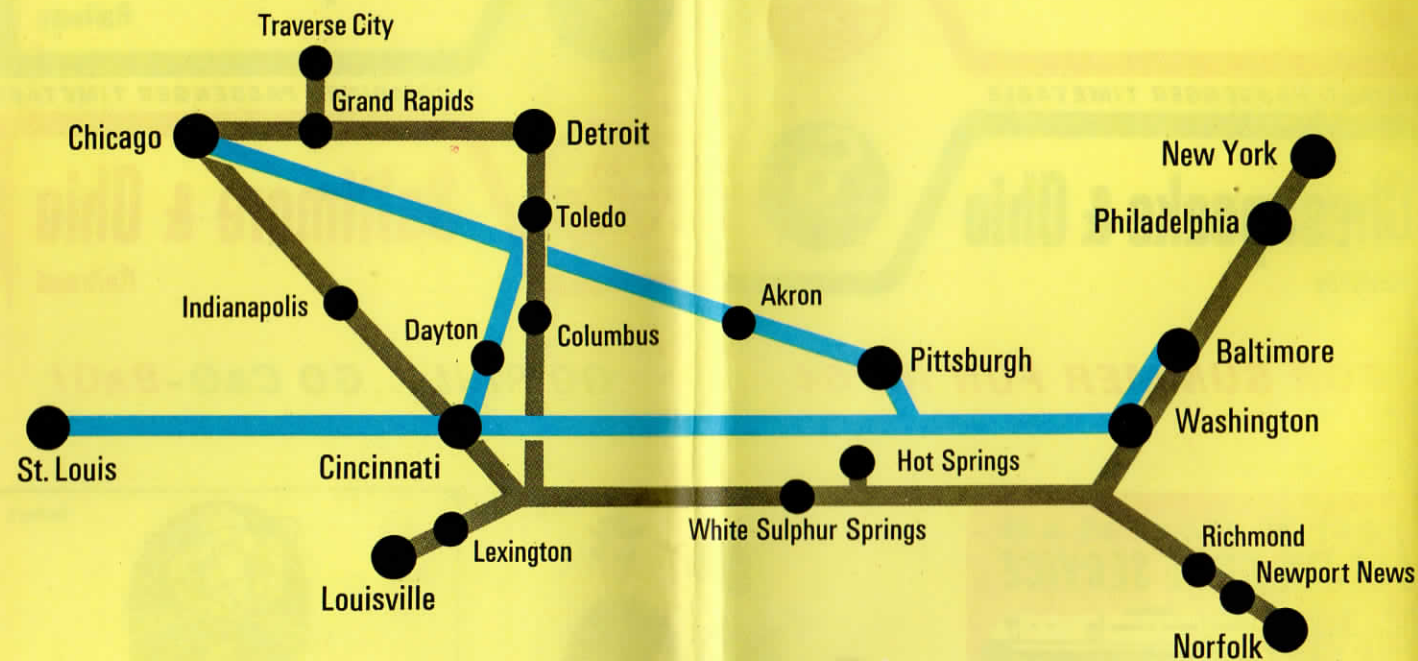 Traverse City
Grand Rapids
Chicago
Detroit
New York
Philadelphia
Toledo
Indianapolis
Dayton
Akron
Columbus
Pittsburgh
Baltimore
Washington
St. Louis
Cincinnati
Hot Springs
White Sulphur Springs
Lexington
Louisville
Richmond
Newport News
Norfolk